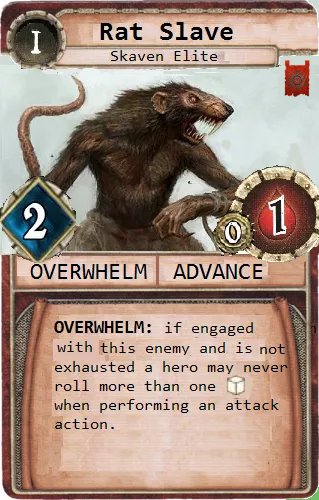 I
Rat Slave
Skaven Elite
2
0
1
OVERWHELM
ADVANCE
OVERWHELM: if engaged
with this enemy and is not
exhausted a hero may never
roll more than one
when performing an attack
action.